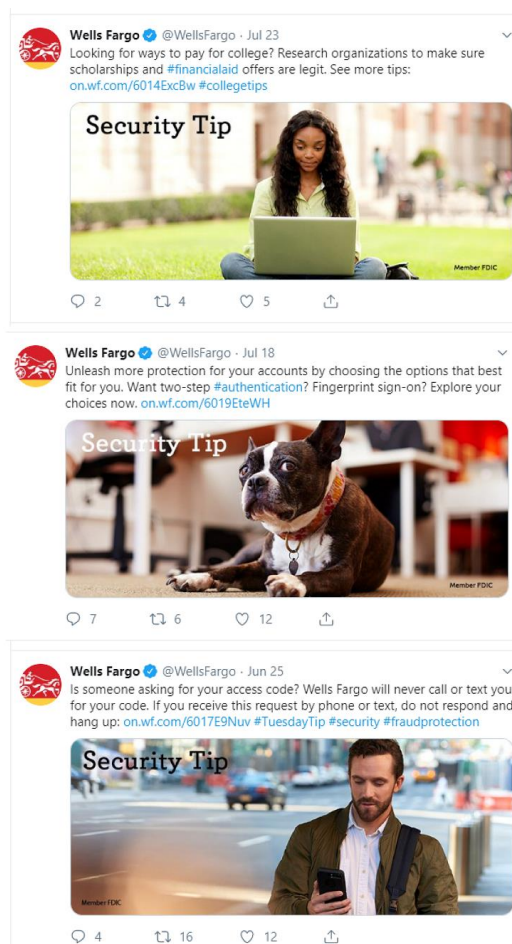 Wells Fargo @WellsFargo · Jul 23
Looking for ways to pay for college? Research organizations to make sure
scholarships and #financialaid offers are legit. See more tips:
on.wf.com/6014ExcBw #collegetips
Security Tip
Member FDIC
2 4 5
Wells Fargo @WellsFargo · Jul 18
Unleash more protection for your accounts by choosing the options that best
fit for you. Want two-step #authentication? Fingerprint sign-on? Explore your
choices now. on.wf.com/6019EteWH
Security Tip
Member FDIC
7 6 12
Wells Fargo @WellsFargo · Jun 25
Is someone asking for your access code? Wells Fargo will never call or text you
for your code. If you receive this request by phone or text, do not respond and
hang up: on.wf.com/6017E9Nuv #TuesdayTip #security #fraudprotection
Security Tip
Member FDIC
4 16 12